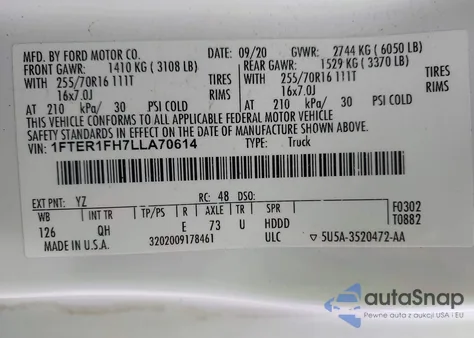 MFD. BY FORD MOTOR CO. 09/20 GVWR: 2744 KG ( 6050 LB)
FRONT GAWR: 1410 KG ( 3108 LB) REAR GAWR: 1529 KG ( 3370 LB)
WITH 255/70R16 111T TIRES WITH 255/70R16 111T TIRES
16x7.0J RIMS 16x7.0J RIMS
AT 210 kPa/ 30 PSI COLD AT 210 kPa/ 30 PSI COLD
THIS VEHICLE CONFORMS TO ALL APPLICABLE FEDERAL MOTOR VEHICLE
SAFETY STANDARDS IN EFFECT ON THE DATE OF MANUFACTURE SHOWN ABOVE.
VIN: 1FTER1FH7LLA70614 TYPE: Truck
EXT PNT: YZ RC: 48 DSO: F0302
WB INT TR TP/PS R AXLE TR SPR T0882
126 QH E 73 U HDDD
MADE IN U.S.A. 3202009178461 ULC ▽ 5U5A-3520472-AA
autoSnap
Pewne auta z USA i EU